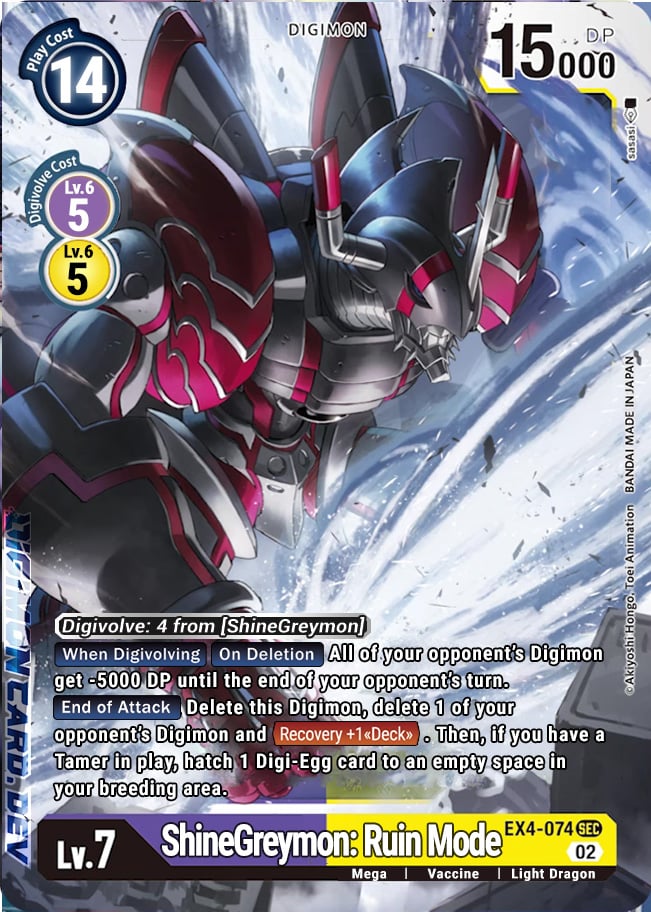 DIGIMON
Play Cost
14
15000
DP
sasasi
Digivolve Cost
Lv.6
5
Lv.6
5
©Akiyoshi Hongo, Toei Animation BANDAI MADE IN JAPAN
DIGIMON CARD.DEV
Digivolve: 4 from [ShineGreymon]
When Digivolving On Deletion All of your opponent's Digimon
get -5000 DP until the end of your opponent's turn.
End of Attack Delete this Digimon, delete 1 of your
opponent's Digimon and Recovery +1«Deck» . Then, if you have a
Tamer in play, hatch 1 Digi-Egg card to an empty space in
your breeding area.
Lv.7
ShineGreymon: Ruin Mode
EX4-074 SEC
02
Mega | Vaccine | Light Dragon